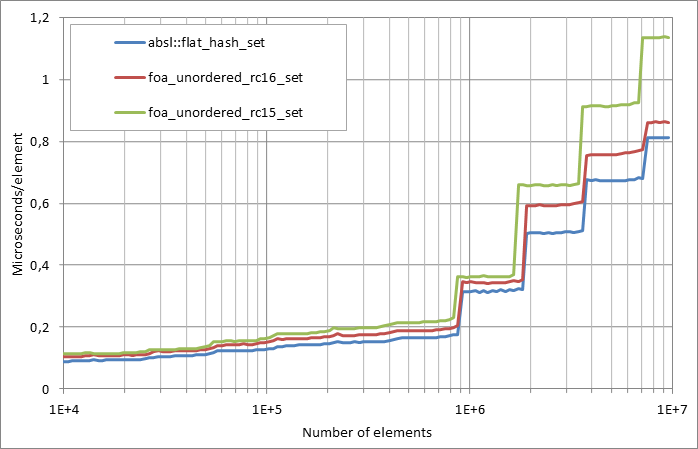 1,2
1
0,8
0,6
0,4
0,2
0
Microseconds/element
absl::flat_hash_set
foa_unordered_rc16_set
foa_unordered_rc15_set
1E+4
1E+5
1E+6
1E+7
Number of elements